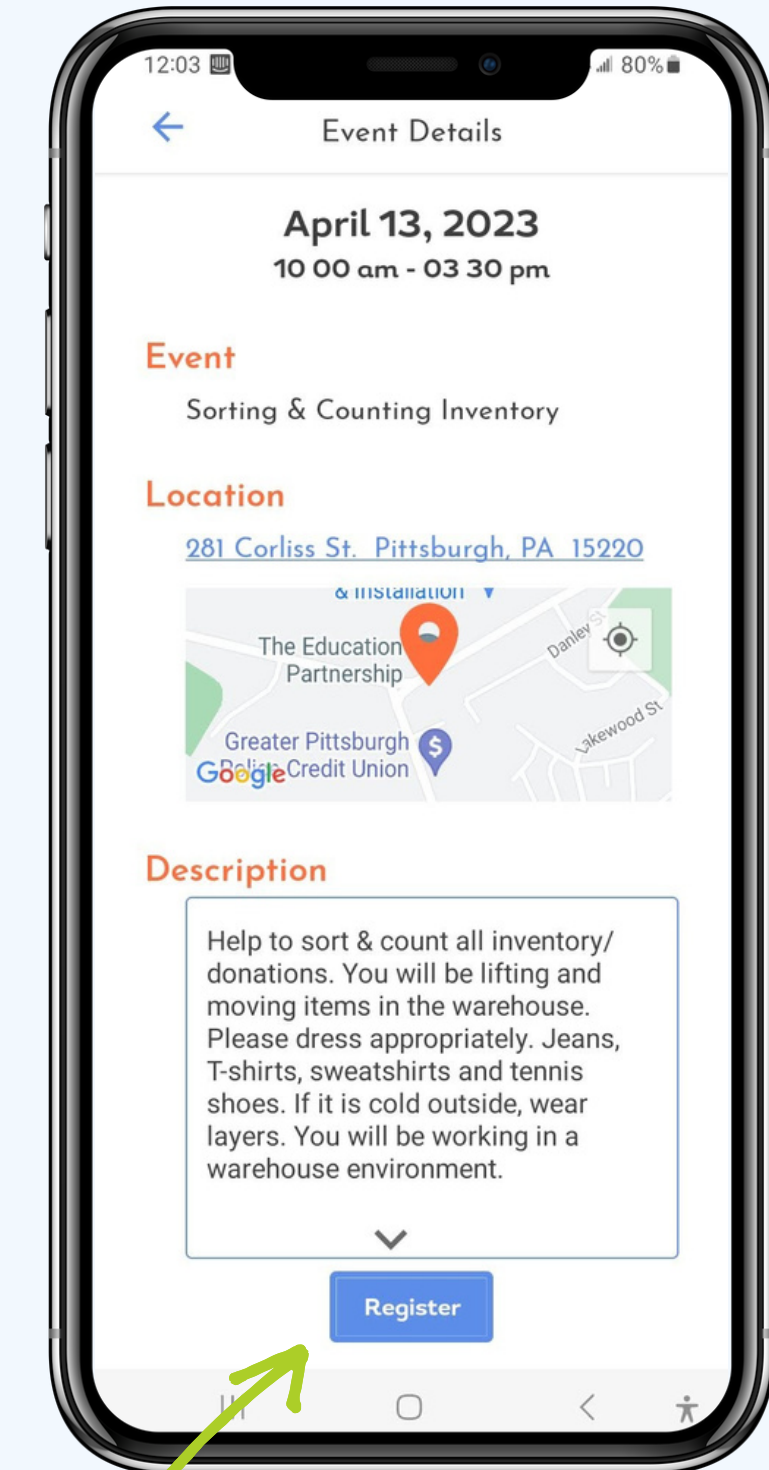 12:03 80%
Event Details
April 13, 2023
10 00 am - 03 30 pm
Event
Sorting & Counting Inventory
Location
281 Corliss St. Pittsburgh, PA 15220
& Installation
The Education
Partnership
Danley St
Lakewood St
Greater Pittsburgh
Police Credit Union
Google
Description
Help to sort & count all inventory/
donations. You will be lifting and
moving items in the warehouse.
Please dress appropriately. Jeans,
T-shirts, sweatshirts and tennis
shoes. If it is cold outside, wear
layers. You will be working in a
warehouse environment.
Register